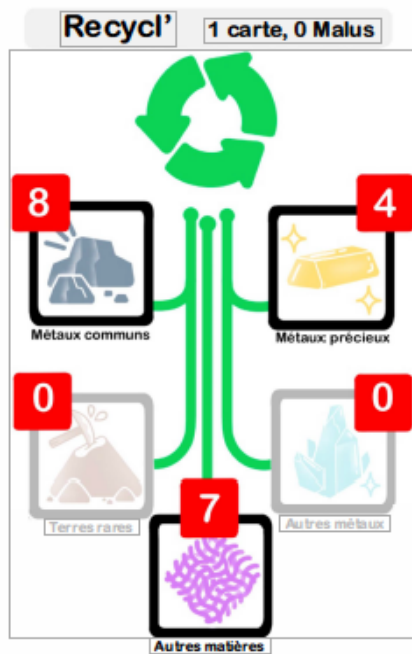 Recycl’ 1 carte, 0 Malus
8 4
Métaux communs Métaux précieux
0 0
Terres rares Autres métaux
7
Autres matières